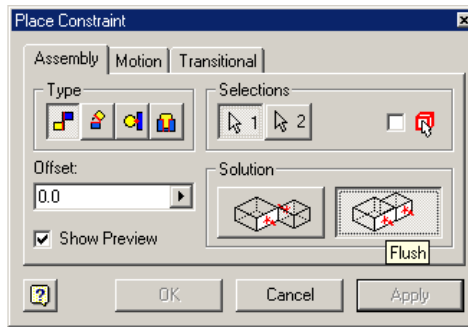 Place Constraint
Assembly
Motion
Transitional
Type
Selections
1
2
Offset:
0.0
Solution
Show Preview
Flush
?
OK
Cancel
Apply